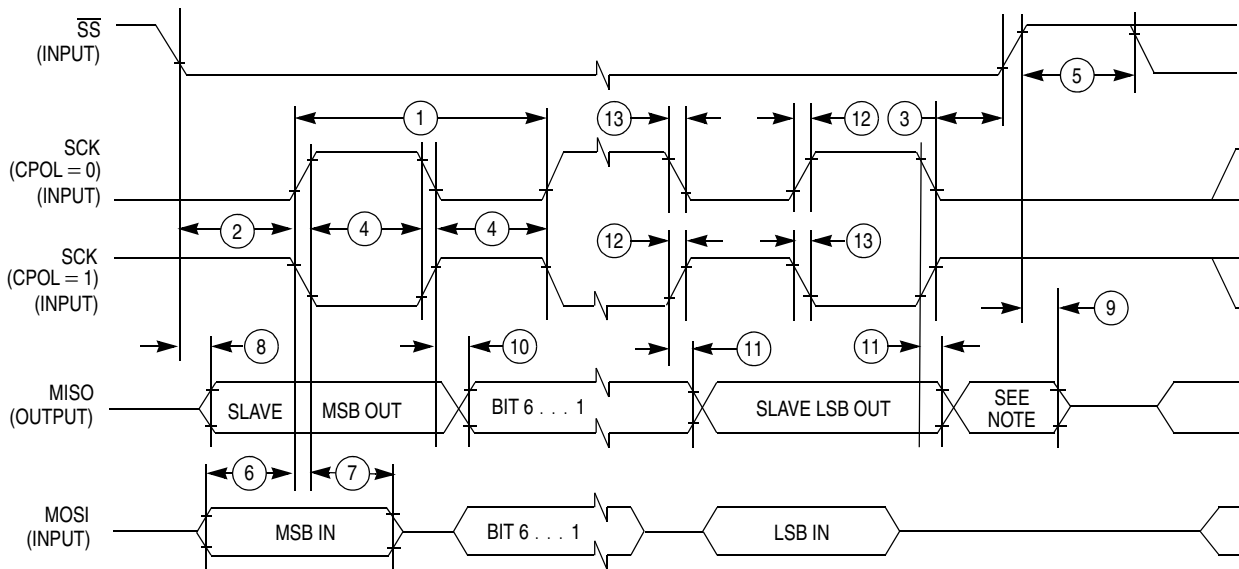 SS
(INPUT)
5
1
13
12
3
SCK
(CPOL = 0)
(INPUT)
2
4
4
12
13
SCK
(CPOL = 1)
(INPUT)
9
8
10
11
11
MISO
(OUTPUT)
SLAVE
MSB OUT
BIT 6 . . . 1
SLAVE LSB OUT
SEE
NOTE
6
7
MOSI
(INPUT)
MSB IN
BIT 6 . . . 1
LSB IN